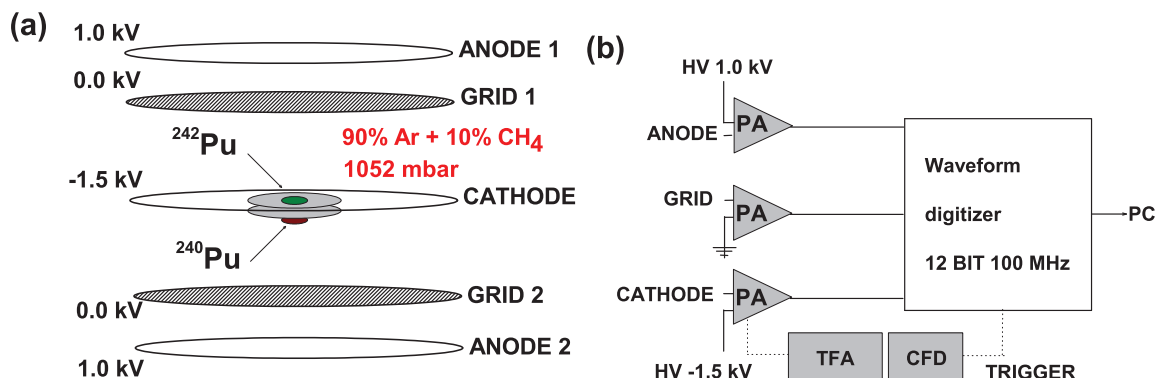 (a)
1.0 kV
ANODE 1
0.0 kV
GRID 1
²⁴²Pu
90% Ar + 10% CH₄
1052 mbar
-1.5 kV
CATHODE
²⁴⁰Pu
GRID 2
0.0 kV
ANODE 2
1.0 kV
(b)
HV 1.0 kV
PA
ANODE
Waveform
digitizer
12 BIT 100 MHz
GRID
PA
PC
CATHODE
PA
HV -1.5 kV
TFA
CFD
TRIGGER